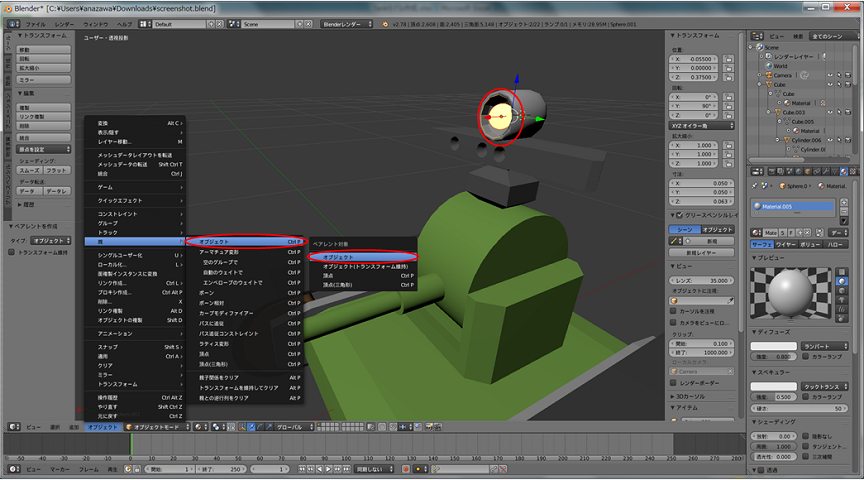 Blender* [C:¥Users¥anazawa¥Downloads¥screenshot.blend]
ファイル レンダー ウィンドウ ヘルプ Default Scene Blenderレンダー v2.78 | 頂点:2,608 | 面:2,405 | 三角面:5,148 | オブジェクト:2/22 | ランプ:0/1 | メモリ:28.95M | Sphere.001
ユーザー・透視投影
▼トランスフォーム
移動
回転
拡大縮小
ミラー
▼編集
複製
リンク複製
削除
統合
原点を設定
シェーディング:
スムーズ フラット
データ転送:
データ データレ
▶履歴
▼ペアレントを作成
タイプ: オブジェクト
トランスフォーム維持
変換 Alt C
表示/隠す
レイヤー移動... M
メッシュデータレイアウトを転送
メッシュデータの転送 Shift Ctrl T
統合 Ctrl J
ゲーム
クイックエフェクト
コンストレイント
グループ
トラック
親
シングルユーザー化 U
ローカル化... L
面複製インスタンスに変換
リンク作成... Ctrl L
プロキシ作成... Ctrl Alt P
削除... X
リンク複製 Alt D
オブジェクトの複製 Shift D
アニメーション
スナップ Shift S
適用 Ctrl A
クリア
ミラー
トランスフォーム
操作履歴 Ctrl Alt Z
やり直す Shift Ctrl Z
元に戻す Ctrl Z
オブジェクト Ctrl P
アーマチュア変形 Ctrl P
空のグループで Ctrl P
自動のウェイトで Ctrl P
エンベロープのウェイトで Ctrl P
ボーン Ctrl P
ボーン相対 Ctrl P
カーブモディファイアー Ctrl P
パスに追従 Ctrl P
パス追従コンストレイント Ctrl P
ラティス変形 Ctrl P
頂点 Ctrl P
頂点(三角形) Ctrl P
親子関係をクリア Alt P
トランスフォームを維持してクリア Alt P
親との逆行列をクリア Alt P
ペアレント対象
オブジェクト
オブジェクト(トランスフォーム維持)
頂点 Ctrl P
頂点(三角形) Ctrl P
▼トランスフォーム
位置:
X: -0.05500
Y: 0.00000
Z: 0.37500
回転:
X: 0°
Y: 90°
Z: 0°
XYZ オイラー角
拡大縮小:
X: 1.000
Y: 1.000
Z: 1.000
寸法:
X: 0.050
Y: 0.050
Z: 0.063
▼グリースペンシルレイ
シーン オブジェクト
新規
新規レイヤー
▼ビュー
レンズ: 35.000
オブジェクトに注視:
カーソルを注視
カメラをビューにロ
クリップ:
開始: 0.100
終了: 1000.000
ローカルカメラ:
Camera
レンダーボーダー
▶3Dカーソル
▼アイテム
ビュー 検索 全てのシーン
Scene
レンダーレイヤー
World
Camera
Cube
Cube
Material
Cube.003
Cube.005
Material
Cylinder.006
Cylinder.01
Sphere.0 Material.
Material.005
Mate 5 F デー
サーフェ ワイヤー ボリュー ハロー
▼プレビュー
▼ディフューズ
ランバート
強度: 0.800 カラーランプ
▼スペキュラー
クックトランス
強度: 0.500 カラーランプ
硬さ: 50
▼シェーディング
放射: 0.00 陰影なし
周囲: 1.000 タンジェント..
透過光: 0.000 三次補間
▶透過
ビュー 選択 追加 オブジェクト オブジェクトモード グローバル
-50 -40 -30 -20 -10 0 10 20 30 40 50 60 70 80 90 100 110 120 130 140 150 160 170 180 190 200 210 220 230 240 250 260 270 280
ビュー マーカー フレーム 再生 開始: 1 終了: 250 1 同期しない